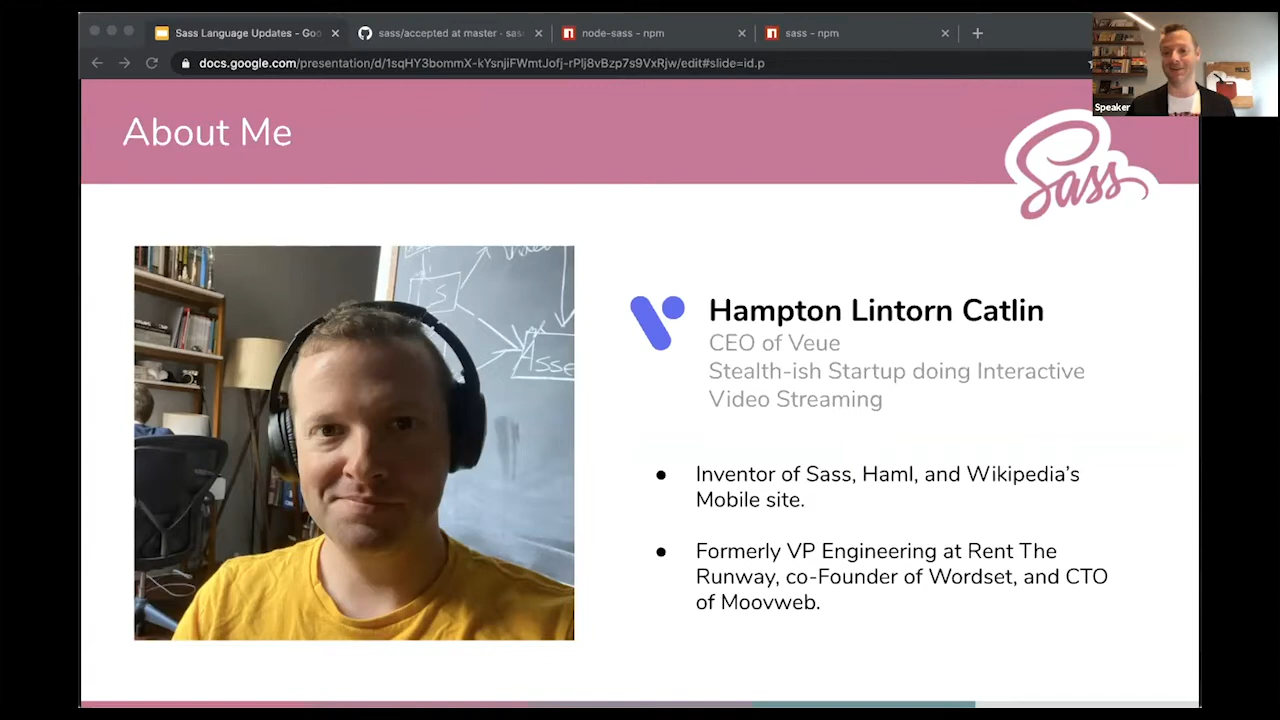 Sass Language Updates - Goo
sass/accepted at master · sas
node-sass - npm
sass - npm
docs.google.com/presentation/d/1sqHY3bommX-kYsnjiFWmtJofj-rPlj8vBzp7s9VxRjw/edit#slide=id.p
Speaker
About Me
Sass
Hampton Lintorn Catlin
CEO of Veue
Stealth-ish Startup doing Interactive
Video Streaming
● Inventor of Sass, Haml, and Wikipedia's
Mobile site.
● Formerly VP Engineering at Rent The
Runway, co-Founder of Wordset, and CTO
of Moovweb.